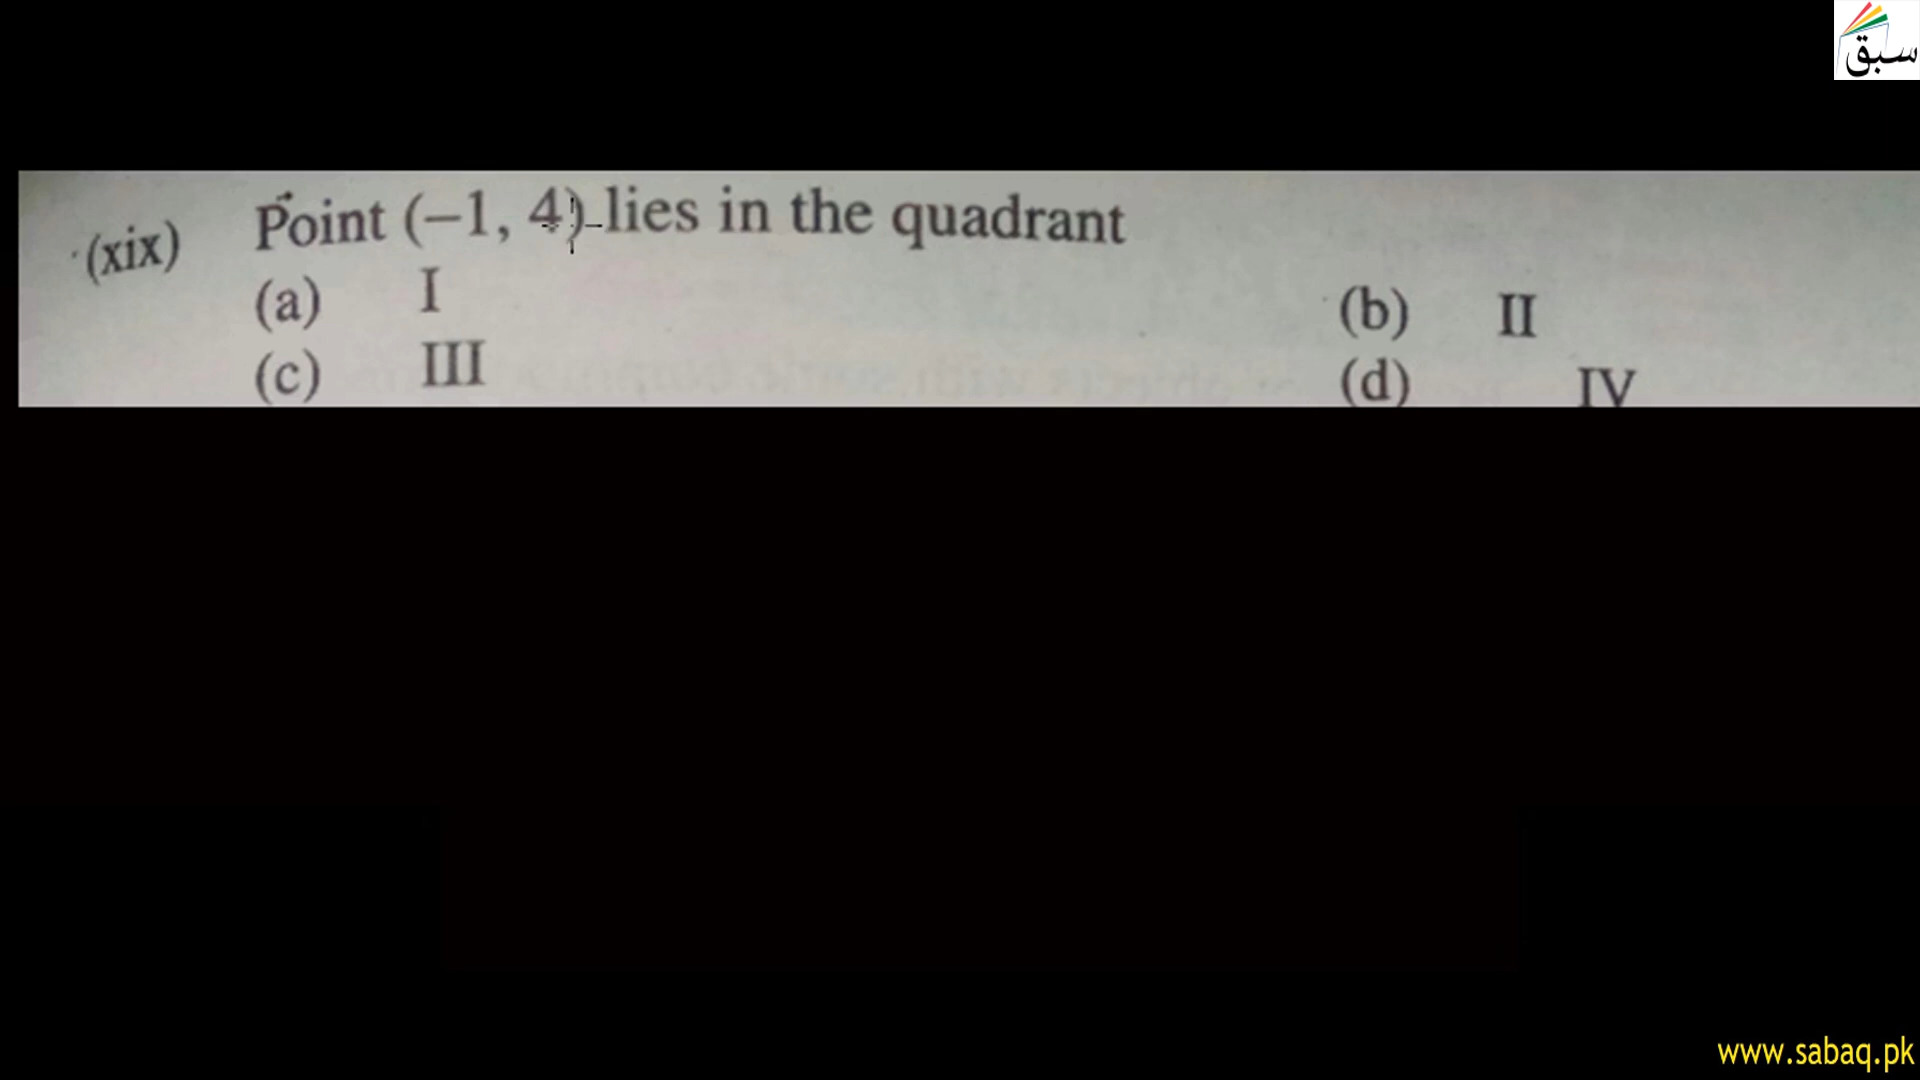 سبق
(xix) Point (−1, 4) lies in the quadrant
(a) I (b) II
(c) III (d) IV
www.sabaq.pk